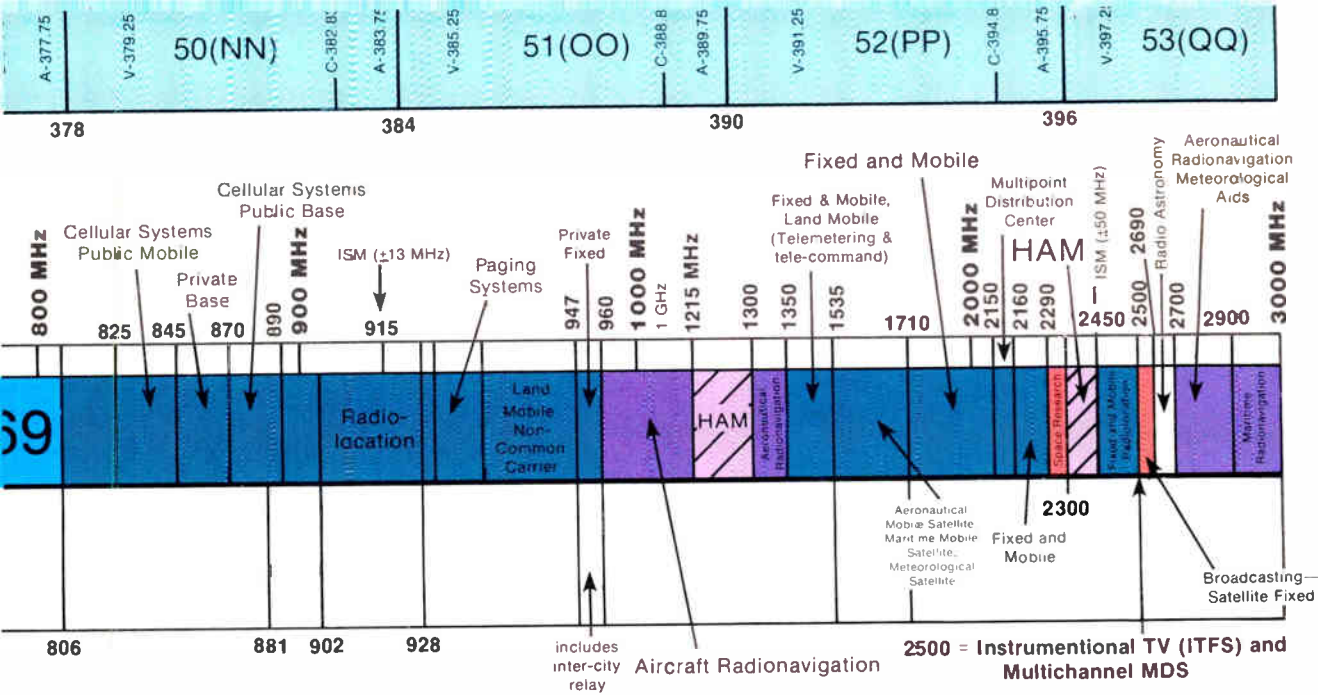 A-377.75
V-379.25
50(NN)
C-382.8
A-383.75
V-385.25
51(OO)
C-388.8
A-389.75
V-391.25
52(PP)
C-394.8
A-395.75
V-397.2
53(QQ)
378
384
390
396
800 MHz
Cellular Systems
Public Mobile
825
845
Private
Base
870
Cellular Systems
Public Base
890
900 MHz
ISM (±13 MHz)
915
Paging
Systems
Private
Fixed
947
960
1000 MHz
1 GHz
1215 MHz
1300
1350
Fixed & Mobile,
Land Mobile
(Telemetering &
tele-command)
1535
Fixed and Mobile
1710
2000 MHz
Multipoint
Distribution
Center
2150
2160
2290
HAM
ISM (±50 MHz)
2450
2500
2690
Radio Astronomy
2700
Aeronautical
Radionavigation
Meteorological
Aids
2900
3000 MHz
69
Radio-
location
Land
Mobile
Non-
Common
Carrier
HAM
Aeronautical
Radionavigation
Space Research
Fixed and Mobile
Radiolocation
Maritime
Radionavigation
2300
Aeronautical
Mobile Satellite
Maritime Mobile
Satellite,
Meteorological
Satellite
Fixed and
Mobile
Broadcasting—
Satellite Fixed
806
881
902
928
includes
inter-city
relay
Aircraft Radionavigation
2500 = Instrumentional TV (ITFS) and
Multichannel MDS